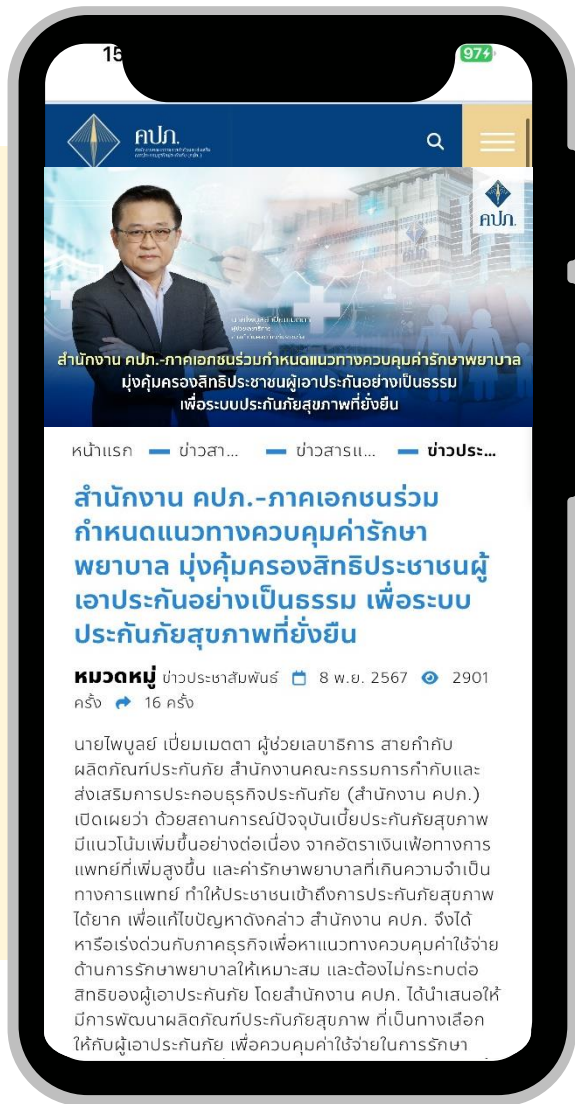 15
97
คปภ.
คปภ.
สำนักงาน คปภ.-ภาคเอกชนร่วมกำหนดแนวทางควบคุมค่ารักษาพยาบาล
มุ่งคุ้มครองสิทธิประชาชนผู้เอาประกันอย่างเป็นธรรม
เพื่อระบบประกันภัยสุขภาพที่ยั่งยืน
หน้าแรก ข่าวสา... ข่าวสารแ... ข่าวประ...
สำนักงาน คปภ.-ภาคเอกชนร่วม
กำหนดแนวทางควบคุมค่ารักษา
พยาบาล มุ่งคุ้มครองสิทธิประชาชนผู้
เอาประกันอย่างเป็นธรรม เพื่อระบบ
ประกันภัยสุขภาพที่ยั่งยืน
หมวดหมู่ ข่าวประชาสัมพันธ์ 8 พ.ย. 2567 2901
ครั้ง 16 ครั้ง
นายไพบูลย์ เปี่ยมเมตตา ผู้ช่วยเลขาธิการ สายกำกับ
ผลิตภัณฑ์ประกันภัย สำนักงานคณะกรรมการกำกับและ
ส่งเสริมการประกอบธุรกิจประกันภัย (สำนักงาน คปภ.)
เปิดเผยว่า ด้วยสถานการณ์ปัจจุบันเบี้ยประกันภัยสุขภาพ
มีแนวโน้มเพิ่มขึ้นอย่างต่อเนื่อง จากอัตราเงินเฟ้อทางการ
แพทย์ที่เพิ่มสูงขึ้น และค่ารักษาพยาบาลที่เกินความจำเป็น
ทางการแพทย์ ทำให้ประชาชนเข้าถึงการประกันภัยสุขภาพ
ได้ยาก เพื่อแก้ไขปัญหาดังกล่าว สำนักงาน คปภ. จึงได้
หารือเร่งด่วนกับภาคธุรกิจเพื่อหาแนวทางควบคุมค่าใช้จ่าย
ด้านการรักษาพยาบาลให้เหมาะสม และต้องไม่กระทบต่อ
สิทธิของผู้เอาประกันภัย โดยสำนักงาน คปภ. ได้นำเสนอให้
มีการพัฒนาผลิตภัณฑ์ประกันภัยสุขภาพ ที่เป็นทางเลือก
ให้กับผู้เอาประกันภัย เพื่อควบคุมค่าใช้จ่ายในการรักษา